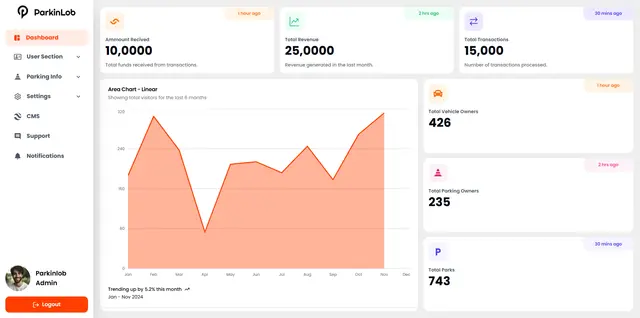 ParkinLob
Dashboard
User Section
Parking Info
Settings
CMS
Support
Notifications
Parkinlob
Admin
Logout
1 hour ago
Ammount Recived
10,0000
Total funds received from transactions.
2 hrs ago
Total Revenue
25,0000
Revenue generated in the last month.
30 mins ago
Total Transactions
15,000
Number of transactions processed.
Area Chart - Linear
Showing total visitors for the last 6 months
320
240
160
80
0
Jan Feb Mar Apr May Jun Jul Aug Sep Oct Nov Dec
Trending up by 5.2% this month
Jan - Nov 2024
1 hour ago
Total Vehicle Owners
426
2 hrs ago
Total Parking Owners
235
30 mins ago
P
Total Parks
743